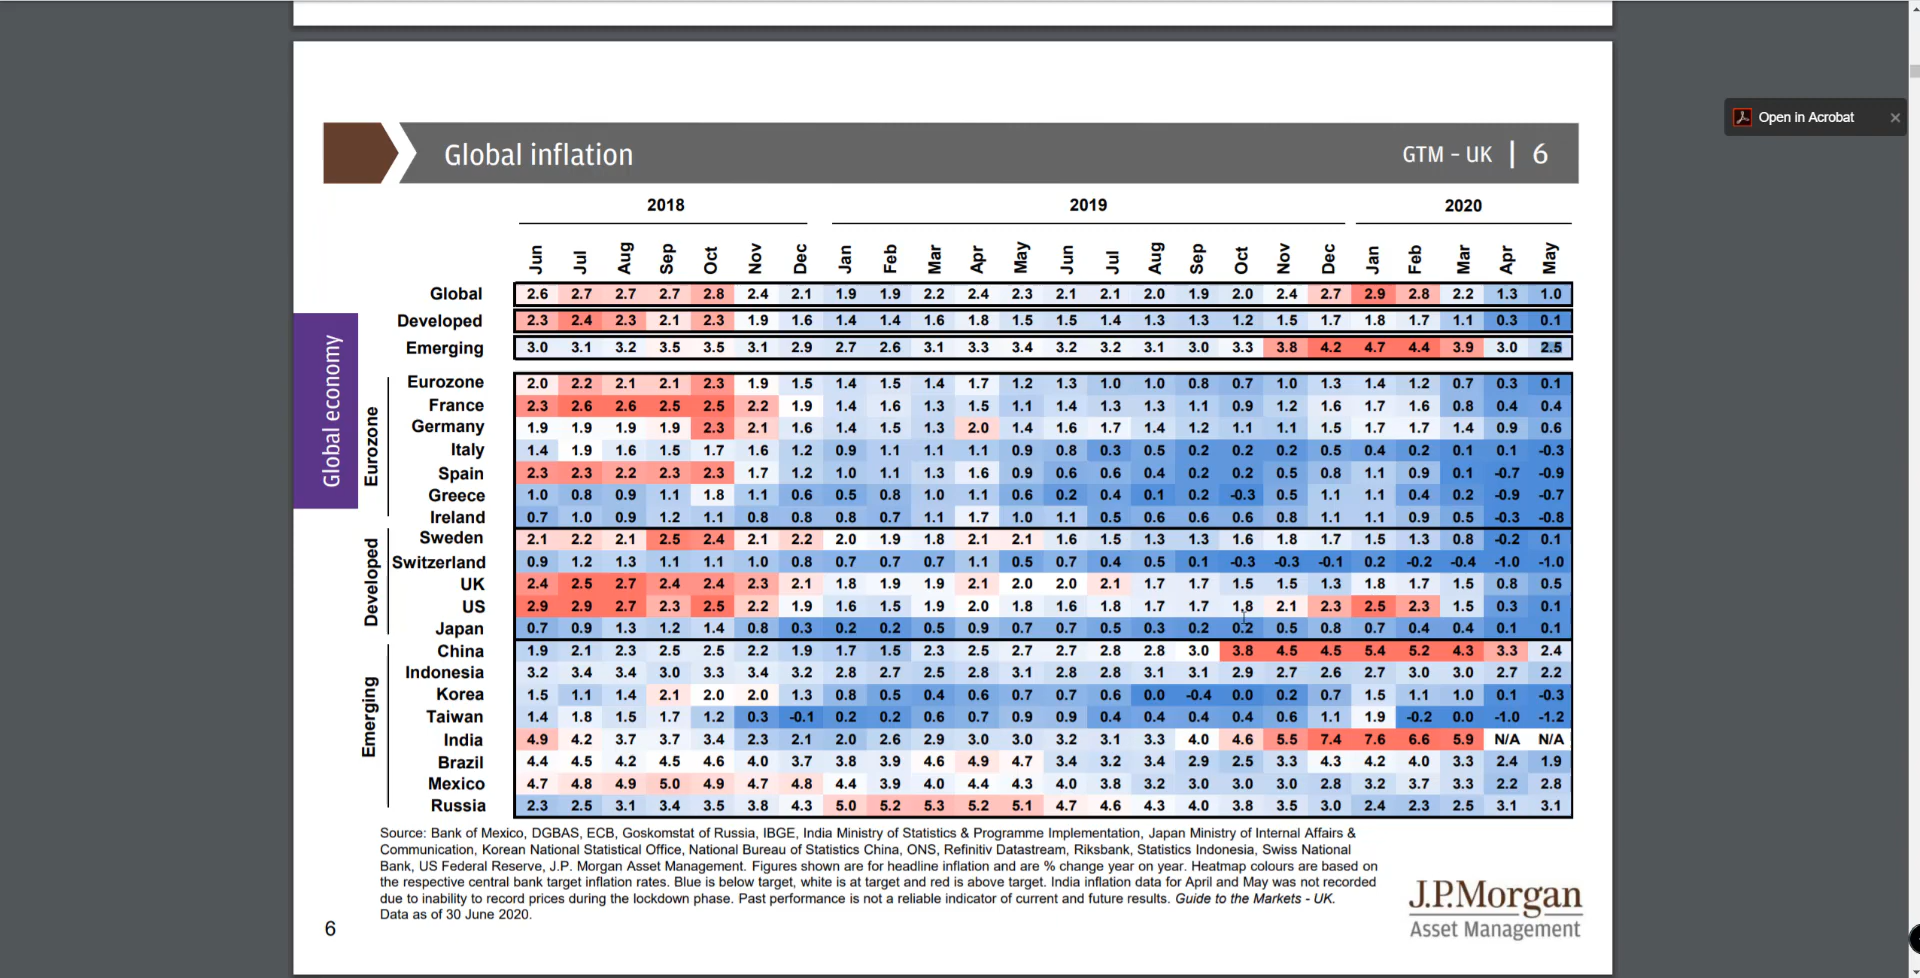 Open in Acrobat
Global inflation
GTM – UK | 6
2018 2019 2020
Jun Jul Aug Sep Oct Nov Dec Jan Feb Mar Apr May Jun Jul Aug Sep Oct Nov Dec Jan Feb Mar Apr May
Global 2.6 2.7 2.7 2.7 2.8 2.4 2.1 1.9 1.9 2.2 2.4 2.3 2.1 2.1 2.0 1.9 2.0 2.4 2.7 2.9 2.8 2.2 1.3 1.0
Developed 2.3 2.4 2.3 2.1 2.3 1.9 1.6 1.4 1.4 1.6 1.8 1.5 1.5 1.4 1.3 1.3 1.2 1.5 1.7 1.8 1.7 1.1 0.3 0.1
Emerging 3.0 3.1 3.2 3.5 3.5 3.1 2.9 2.7 2.6 3.1 3.3 3.4 3.2 3.2 3.1 3.0 3.3 3.8 4.2 4.7 4.4 3.9 3.0 2.5
Global economy
Eurozone
Eurozone 2.0 2.2 2.1 2.1 2.3 1.9 1.5 1.4 1.5 1.4 1.7 1.2 1.3 1.0 1.0 0.8 0.7 1.0 1.3 1.4 1.2 0.7 0.3 0.1
France 2.3 2.6 2.6 2.5 2.5 2.2 1.9 1.4 1.6 1.3 1.5 1.1 1.4 1.3 1.3 1.1 0.9 1.2 1.6 1.7 1.6 0.8 0.4 0.4
Germany 1.9 1.9 1.9 1.9 2.3 2.1 1.6 1.4 1.5 1.3 2.0 1.4 1.6 1.7 1.4 1.2 1.1 1.1 1.5 1.7 1.7 1.4 0.9 0.6
Italy 1.4 1.9 1.6 1.5 1.7 1.6 1.2 0.9 1.1 1.1 1.1 0.9 0.8 0.3 0.5 0.2 0.2 0.2 0.5 0.4 0.2 0.1 0.1 -0.3
Spain 2.3 2.3 2.2 2.3 2.3 1.7 1.2 1.0 1.1 1.3 1.6 0.9 0.6 0.6 0.4 0.2 0.2 0.5 0.8 1.1 0.9 0.1 -0.7 -0.9
Greece 1.0 0.8 0.9 1.1 1.8 1.1 0.6 0.5 0.8 1.0 1.1 0.6 0.2 0.4 0.1 0.2 -0.3 0.5 1.1 1.1 0.4 0.2 -0.9 -0.7
Ireland 0.7 1.0 0.9 1.2 1.1 0.8 0.8 0.8 0.7 1.1 1.7 1.0 1.1 0.5 0.6 0.6 0.6 0.8 1.1 1.1 0.9 0.5 -0.3 -0.8
Developed
Sweden 2.1 2.2 2.1 2.5 2.4 2.1 2.2 2.0 1.9 1.8 2.1 2.1 1.6 1.5 1.3 1.3 1.6 1.8 1.7 1.5 1.3 0.8 -0.2 0.1
Switzerland 0.9 1.2 1.3 1.1 1.1 1.0 0.8 0.7 0.7 0.7 1.1 0.5 0.7 0.4 0.5 0.1 -0.3 -0.3 -0.1 0.2 -0.2 -0.4 -1.0 -1.0
UK 2.4 2.5 2.7 2.4 2.4 2.3 2.1 1.8 1.9 1.9 2.1 2.0 2.0 2.1 1.7 1.7 1.5 1.5 1.3 1.8 1.7 1.5 0.8 0.5
US 2.9 2.9 2.7 2.3 2.5 2.2 1.9 1.6 1.5 1.9 2.0 1.8 1.6 1.8 1.7 1.7 1.8 2.1 2.3 2.5 2.3 1.5 0.3 0.1
Japan 0.7 0.9 1.3 1.2 1.4 0.8 0.3 0.2 0.2 0.5 0.9 0.7 0.7 0.5 0.3 0.2 0.2 0.5 0.8 0.7 0.4 0.4 0.1 0.1
Emerging
China 1.9 2.1 2.3 2.5 2.5 2.2 1.9 1.7 1.5 2.3 2.5 2.7 2.7 2.8 2.8 3.0 3.8 4.5 4.5 5.4 5.2 4.3 3.3 2.4
Indonesia 3.2 3.4 3.4 3.0 3.3 3.4 3.2 2.8 2.7 2.5 2.8 3.1 2.8 2.8 3.1 3.1 2.9 2.7 2.6 2.7 3.0 3.0 2.7 2.2
Korea 1.5 1.1 1.4 2.1 2.0 2.0 1.3 0.8 0.5 0.4 0.6 0.7 0.7 0.6 0.0 -0.4 0.0 0.2 0.7 1.5 1.1 1.0 0.1 -0.3
Taiwan 1.4 1.8 1.5 1.7 1.2 0.3 -0.1 0.2 0.2 0.6 0.7 0.9 0.9 0.4 0.4 0.4 0.4 0.6 1.1 1.9 -0.2 0.0 -1.0 -1.2
India 4.9 4.2 3.7 3.7 3.4 2.3 2.1 2.0 2.6 2.9 3.0 3.0 3.2 3.1 3.3 4.0 4.6 5.5 7.4 7.6 6.6 5.9 N/A N/A
Brazil 4.4 4.5 4.2 4.5 4.6 4.0 3.7 3.8 3.9 4.6 4.9 4.7 3.4 3.2 3.4 2.9 2.5 3.3 4.3 4.2 4.0 3.3 2.4 1.9
Mexico 4.7 4.8 4.9 5.0 4.9 4.7 4.8 4.4 3.9 4.0 4.4 4.3 4.0 3.8 3.2 3.0 3.0 3.0 2.8 3.2 3.7 3.3 2.2 2.8
Russia 2.3 2.5 3.1 3.4 3.5 3.8 4.3 5.0 5.2 5.3 5.2 5.1 4.7 4.6 4.3 4.0 3.8 3.5 3.0 2.4 2.3 2.5 3.1 3.1
Source: Bank of Mexico, DGBAS, ECB, Goskomstat of Russia, IBGE, India Ministry of Statistics & Programme Implementation, Japan Ministry of Internal Affairs &
Communication, Korean National Statistical Office, National Bureau of Statistics China, ONS, Refinitiv Datastream, Riksbank, Statistics Indonesia, Swiss National
Bank, US Federal Reserve, J.P. Morgan Asset Management. Figures shown are for headline inflation and are % change year on year. Heatmap colours are based on
the respective central bank target inflation rates. Blue is below target, white is at target and red is above target. India inflation data for April and May was not recorded
due to inability to record prices during the lockdown phase. Past performance is not a reliable indicator of current and future results. Guide to the Markets - UK.
Data as of 30 June 2020.
6
J.P.Morgan
Asset Management